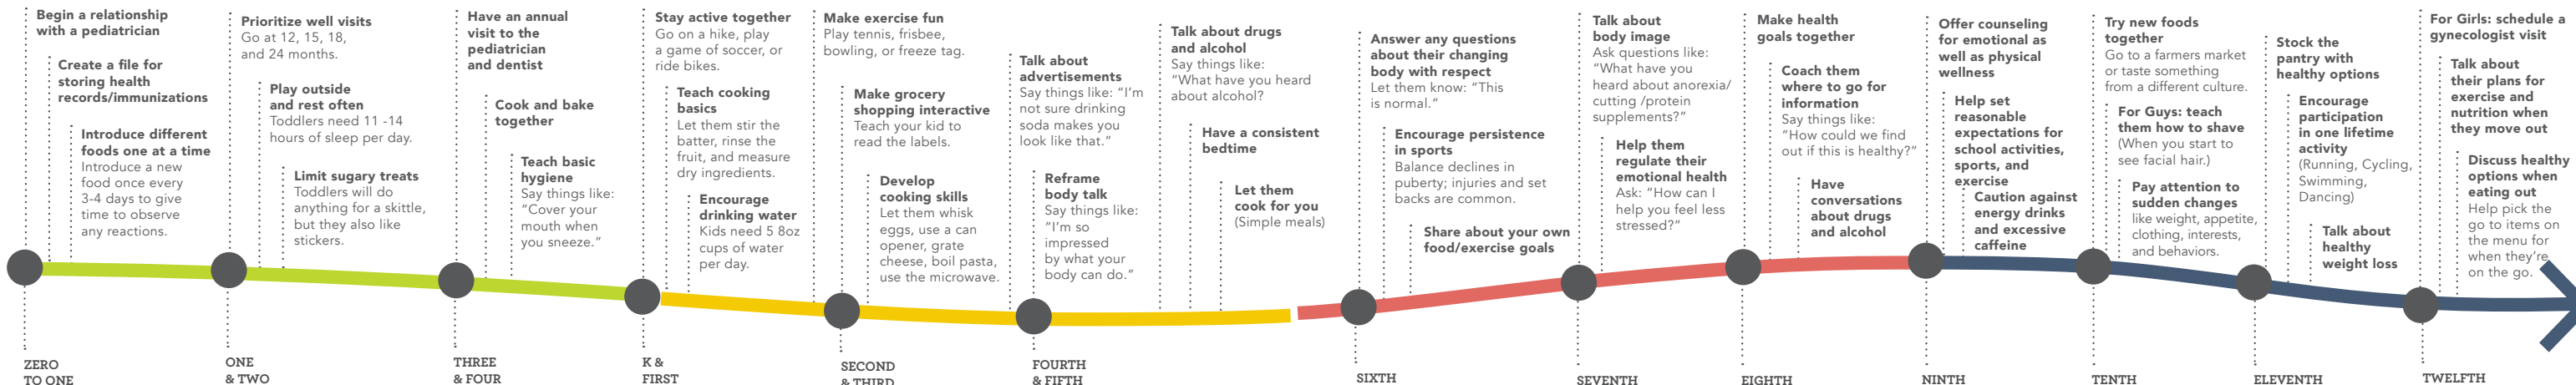 Begin a relationship
with a pediatrician
Create a file for
storing health
records/immunizations
Introduce different
foods one at a time
Introduce a new
food once every
3-4 days to give
time to observe
any reactions.
ZERO
TO ONE
Prioritize well visits
Go at 12, 15, 18,
and 24 months.
Play outside
and rest often
Toddlers need 11 -14
hours of sleep per day.
Limit sugary treats
Toddlers will do
anything for a skittle,
but they also like
stickers.
ONE
& TWO
Have an annual
visit to the
pediatrician
and dentist
Cook and bake
together
Teach basic
hygiene
Say things like:
“Cover your
mouth when
you sneeze.”
THREE
& FOUR
Stay active together
Go on a hike, play
a game of soccer, or
ride bikes.
Teach cooking
basics
Let them stir the
batter, rinse the
fruit, and measure
dry ingredients.
Encourage
drinking water
Kids need 5 8oz
cups of water
per day.
K &
FIRST
Make exercise fun
Play tennis, frisbee,
bowling, or freeze tag.
Make grocery
shopping interactive
Teach your kid to
read the labels.
Develop
cooking skills
Let them whisk
eggs, use a can
opener, grate
cheese, boil pasta,
use the microwave.
SECOND
& THIRD
Talk about
advertisements
Say things like: “I’m
not sure drinking
soda makes you
look like that.”
Reframe
body talk
Say things like:
“I’m so
impressed
by what your
body can do.”
FOURTH
& FIFTH
Talk about drugs
and alcohol
Say things like:
“What have you heard
about alcohol?
Have a consistent
bedtime
Let them
cook for you
(Simple meals)
Answer any questions
about their changing
body with respect
Let them know: “This
is normal.”
Encourage persistence
in sports
Balance declines in
puberty; injuries and set
backs are common.
Share about your own
food/exercise goals
SIXTH
Talk about
body image
Ask questions like:
“What have you
heard about anorexia/
cutting /protein
supplements?”
Help them
regulate their
emotional health
Ask: “How can I
help you feel less
stressed?”
SEVENTH
Make health
goals together
Coach them
where to go for
information
Say things like:
“How could we find
out if this is healthy?”
Have
conversations
about drugs
and alcohol
EIGHTH
Offer counseling
for emotional as
well as physical
wellness
Help set
reasonable
expectations for
school activities,
sports, and
exercise
Caution against
energy drinks
and excessive
caffeine
NINTH
Try new foods
together
Go to a farmers market
or taste something
from a different culture.
For Guys: teach
them how to shave
(When you start to
see facial hair.)
Pay attention to
sudden changes
like weight, appetite,
clothing, interests,
and behaviors.
TENTH
Stock the
pantry with
healthy options
Encourage
participation
in one lifetime
activity
(Running, Cycling,
Swimming,
Dancing)
Talk about
healthy
weight loss
ELEVENTH
For Girls: schedule a
gynecologist visit
Talk about
their plans for
exercise and
nutrition when
they move out
Discuss healthy
options when
eating out
Help pick the
go to items on
the menu for
when they’re
on the go.
TWELFTH